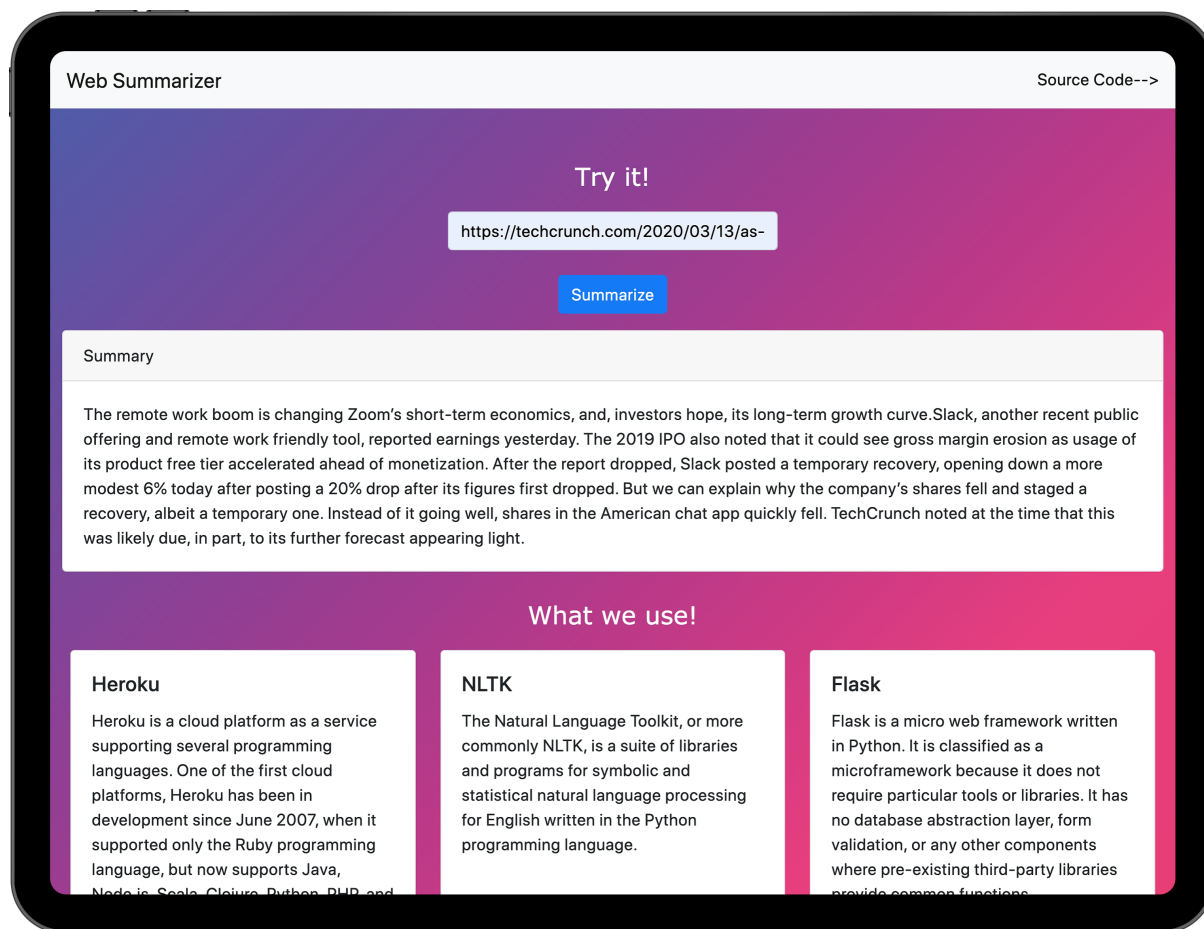 Web Summarizer
Source Code-->
Try it!
https://techcrunch.com/2020/03/13/as-
Summarize
Summary
The remote work boom is changing Zoom’s short-term economics, and, investors hope, its long-term growth curve.Slack, another recent public
offering and remote work friendly tool, reported earnings yesterday. The 2019 IPO also noted that it could see gross margin erosion as usage of
its product free tier accelerated ahead of monetization. After the report dropped, Slack posted a temporary recovery, opening down a more
modest 6% today after posting a 20% drop after its figures first dropped. But we can explain why the company’s shares fell and staged a
recovery, albeit a temporary one. Instead of it going well, shares in the American chat app quickly fell. TechCrunch noted at the time that this
was likely due, in part, to its further forecast appearing light.
What we use!
Heroku
Heroku is a cloud platform as a service
supporting several programming
languages. One of the first cloud
platforms, Heroku has been in
development since June 2007, when it
supported only the Ruby programming
language, but now supports Java,
Node.js, Scala, Clojure, Python, PHP, and
NLTK
The Natural Language Toolkit, or more
commonly NLTK, is a suite of libraries
and programs for symbolic and
statistical natural language processing
for English written in the Python
programming language.
Flask
Flask is a micro web framework written
in Python. It is classified as a
microframework because it does not
require particular tools or libraries. It has
no database abstraction layer, form
validation, or any other components
where pre-existing third-party libraries
provide common functions.